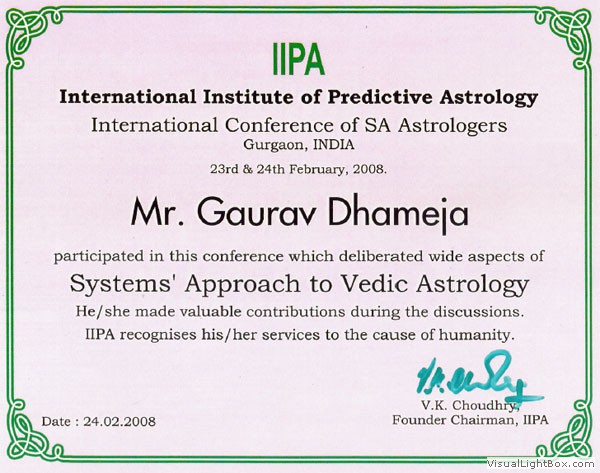 IIPA
International Institute of Predictive Astrology
International Conference of SA Astrologers
Gurgaon, INDIA
23rd & 24th February, 2008.
Mr. Gaurav Dhameja
participated in this conference which deliberated wide aspects of
Systems' Approach to Vedic Astrology
He/she made valuable contributions during the discussions.
IIPA recognises his/her services to the cause of humanity.
V.K. Choudhry,
Date : 24.02.2008 Founder Chairman, IIPA
VisualLightBox.com